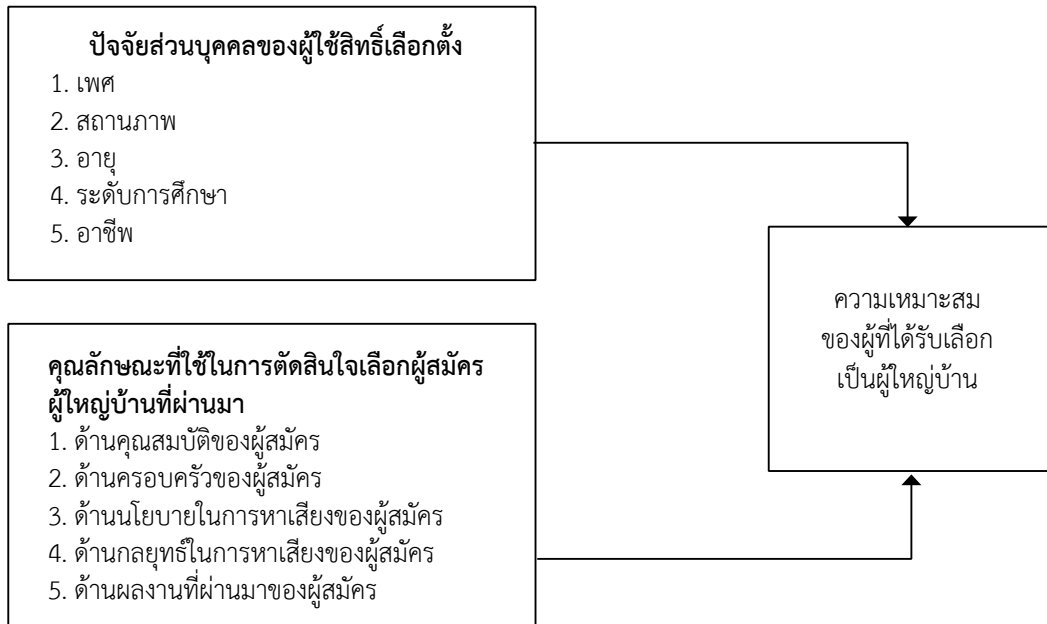 ปัจจัยส่วนบุคคลของผู้ใช้สิทธิ์เลือกตั้ง
1. เพศ
2. สถานภาพ
3. อายุ
4. ระดับการศึกษา
5. อาชีพ
คุณลักษณะที่ใช้ในการตัดสินใจเลือกผู้สมัคร
ผู้ใหญ่บ้านที่ผ่านมา
1. ด้านคุณสมบัติของผู้สมัคร
2. ด้านครอบครัวของผู้สมัคร
3. ด้านนโยบายในการหาเสียงของผู้สมัคร
4. ด้านกลยุทธ์ในการหาเสียงของผู้สมัคร
5. ด้านผลงานที่ผ่านมาของผู้สมัคร
ความเหมาะสม
ของผู้ที่ได้รับเลือก
เป็นผู้ใหญ่บ้าน